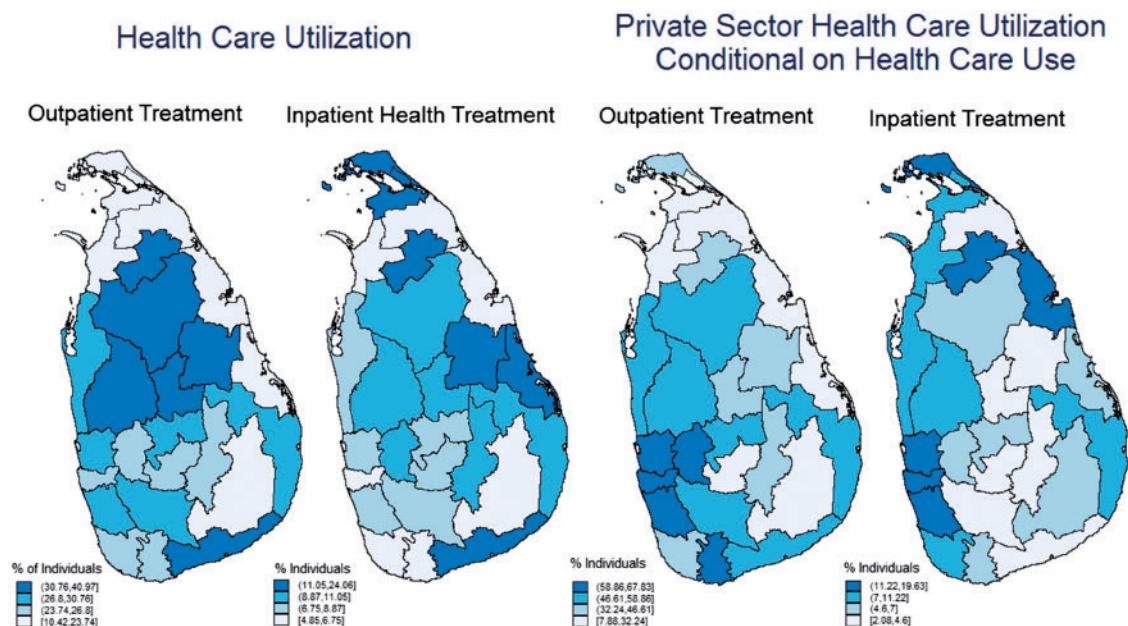 Health Care Utilization
Private Sector Health Care Utilization
Conditional on Health Care Use
Outpatient Treatment
Inpatient Health Treatment
Outpatient Treatment
Inpatient Treatment
% of Individuals
(30.76,40.97]
(26.8,30.76]
(23.74,26.8]
[10.42,23.74]
% Individuals
(11.05,24.06]
(8.87,11.05]
(6.75,8.87]
[4.85,6.75]
% Individuals
(58.86,67.83]
(46.61,58.86]
(32.24,46.61]
[7.88,32.24]
% Individuals
(11.22,19.63]
(7,11.22]
(4.6,7]
[2.08,4.6]